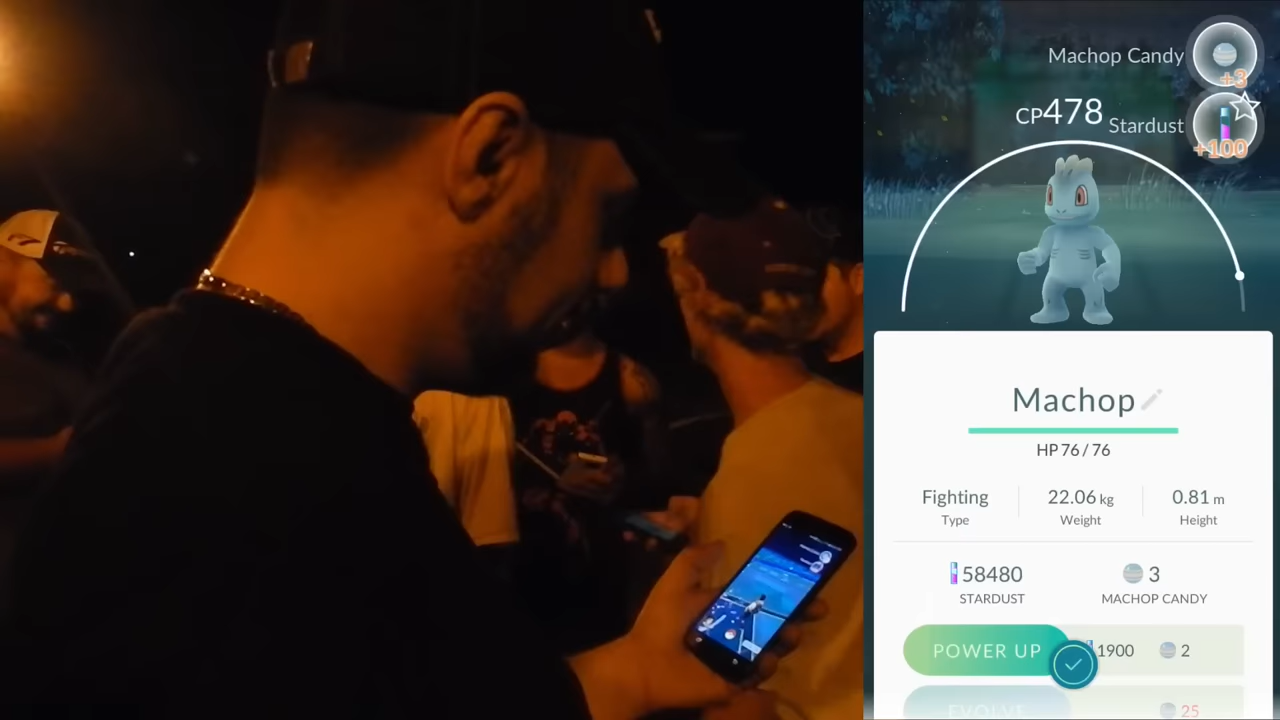 Machop Candy
+3
CP478
Stardust
+100
Machop
HP 76 / 76
Fighting
22.06 kg
0.81 m
Type
Weight
Height
58480
3
STARDUST
MACHOP CANDY
POWER UP
1900
2
EVOLVE
25